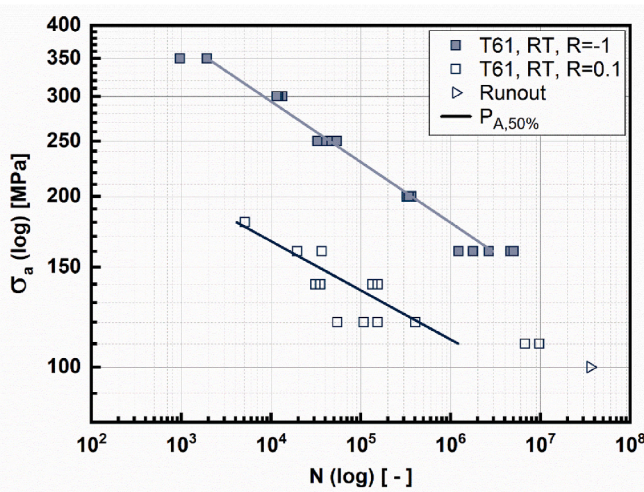 400
350
300
250
200
150
100
σₐ (log) [MPa]
T61, RT, R=-1
T61, RT, R=0.1
Runout
P_A,50%
10² 10³ 10⁴ 10⁵ 10⁶ 10⁷ 10⁸
N (log) [ - ]